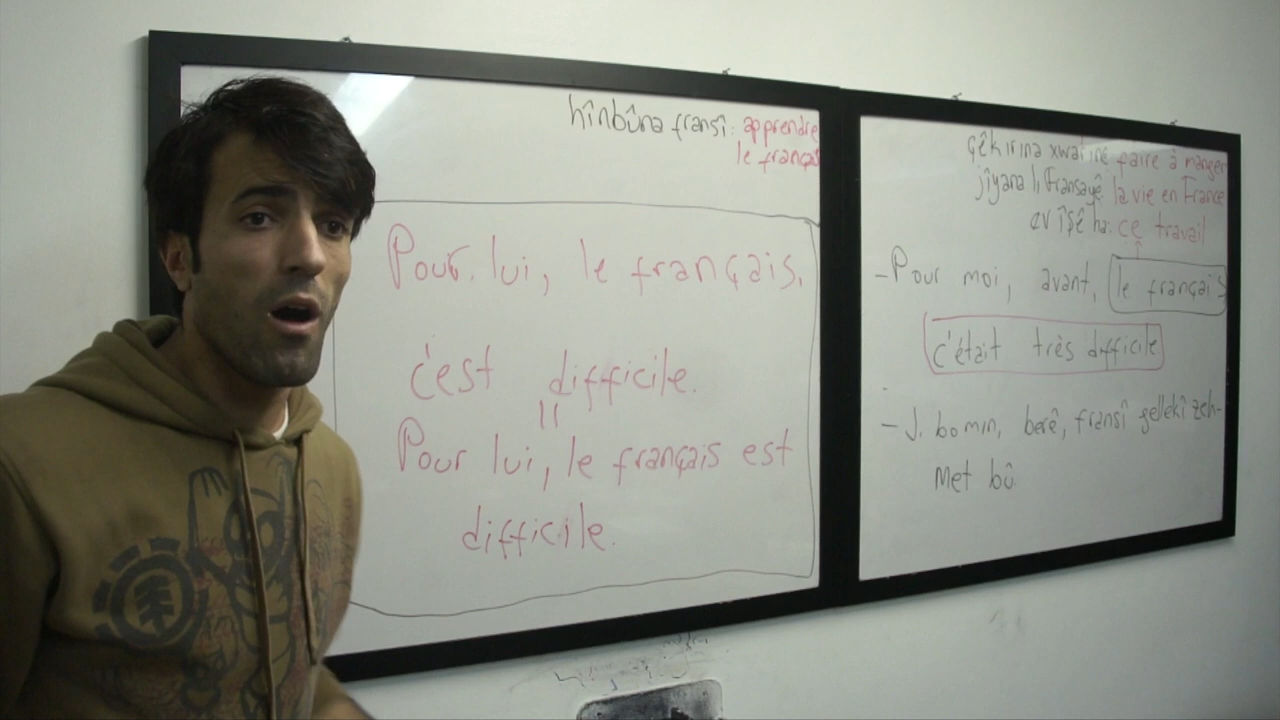 hînbûna fransî: apprendre
le français
Pour lui, le français,
c'est difficile.
=
Pour lui, le français est
difficile.
çêkirina xwarinê faire à manger
jîyana li Fransayê la vie en France
ev îşê ha: ce travail
- Pour moi, avant, le français
c'était très difficile
- J. bo min, berê, fransî gellekî zeh-
met bû